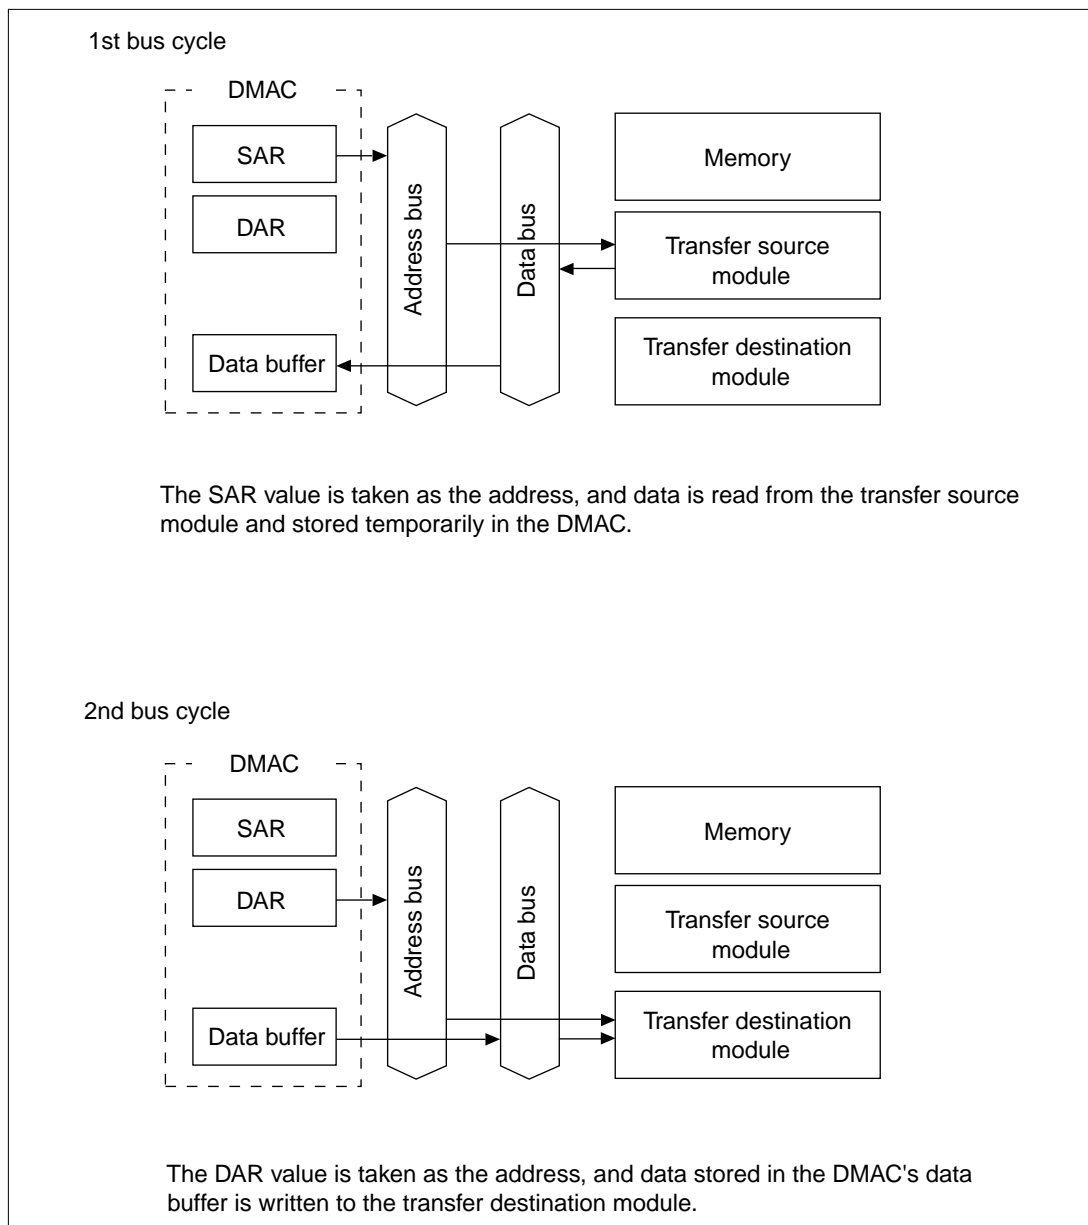 1st bus cycle
DMAC
SAR
DAR
Data buffer
Address bus
Data bus
Memory
Transfer source
module
Transfer destination
module
The SAR value is taken as the address, and data is read from the transfer source
module and stored temporarily in the DMAC.
2nd bus cycle
DMAC
SAR
DAR
Data buffer
Address bus
Data bus
Memory
Transfer source
module
Transfer destination
module
The DAR value is taken as the address, and data stored in the DMAC's data
buffer is written to the transfer destination module.